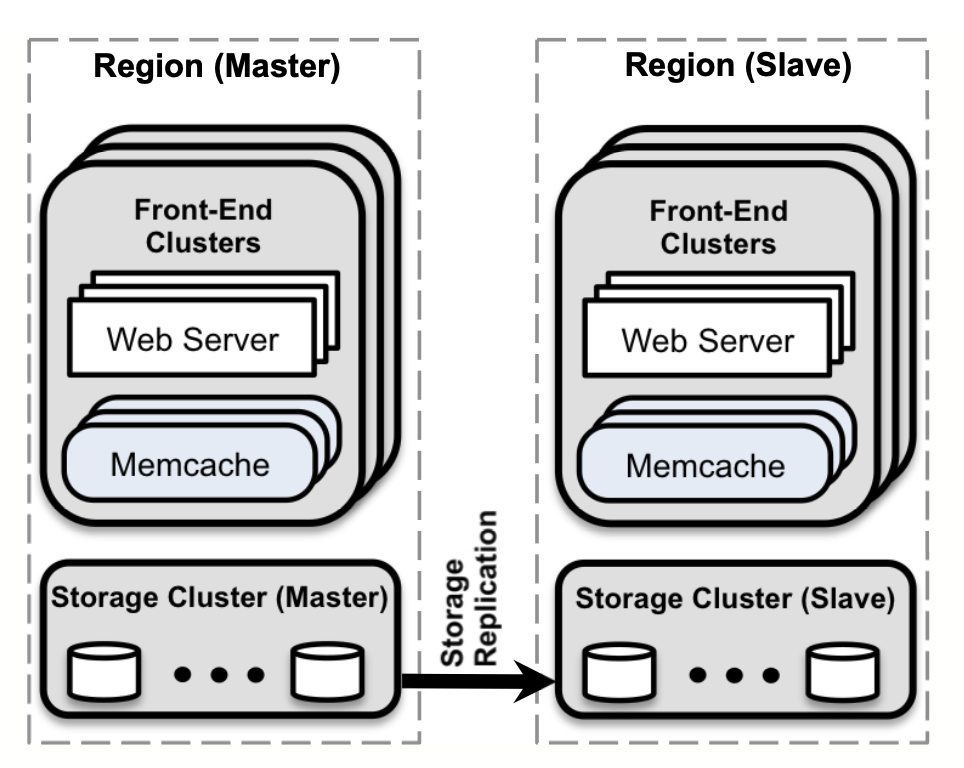 Region (Master)
Front-End
Clusters
Web Server
Memcache
Storage Cluster (Master)
Storage
Replication
Region (Slave)
Front-End
Clusters
Web Server
Memcache
Storage Cluster (Slave)